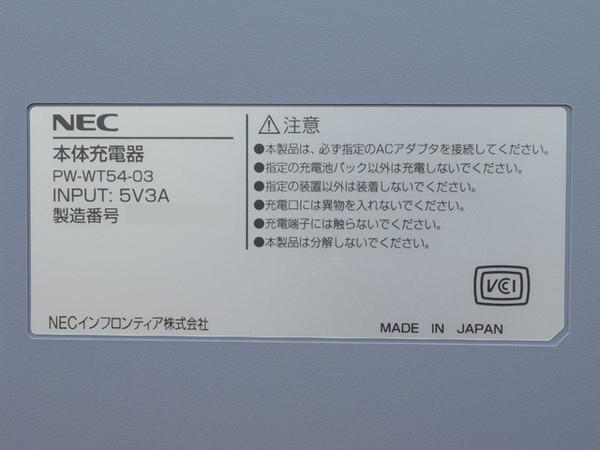 NEC
本体充電器
PW-WT54-03
INPUT: 5V3A
製造番号
⚠注意
●本製品は、必ず指定のACアダプタを接続してください。
●指定の充電池パック以外は充電しないでください。
●指定の装置以外は装着しないでください。
●充電口には異物を入れないでください。
●充電端子には触らないでください。
●本製品は分解しないでください。
VCI
NECインフロンティア株式会社
MADE IN JAPAN